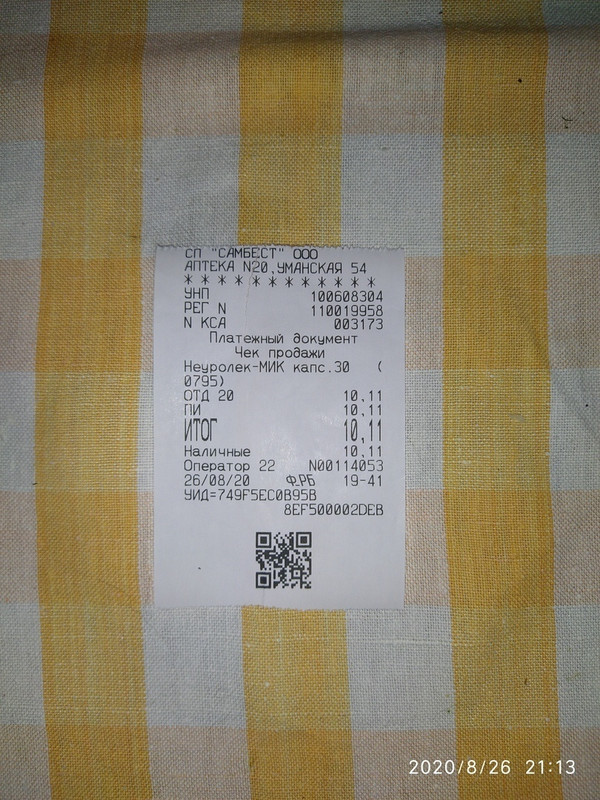 СП "САМБЕСТ" ООО
АПТЕКА N20,УМАНСКАЯ 54
* * * * * * * * * * * *
УНП 100608304
РЕГ N 110019958
N КСА 003173
Платежный документ
Чек продажи
Неуролек-МИК капс.30 (
0795)
ОТД 20 10,11
ПИ 10,11
ИТОГ 10,11
Наличные 10,11
Оператор 22 N00114053
26/08/20 Ф.РБ 19-41
УИД=749F5EC0B95B
8EF500002DEB
2020/8/26 21:13